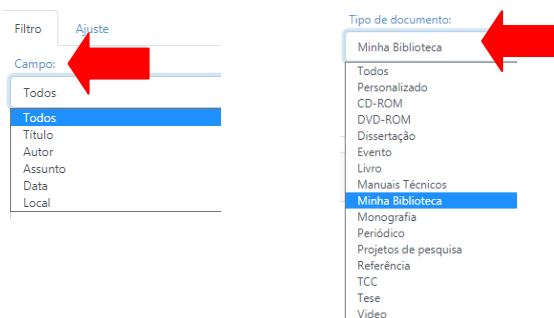 Filtro
Ajuste
Campo:
Todos
Todos
Título
Autor
Assunto
Data
Local
Tipo de documento:
Minha Biblioteca
Todos
Personalizado
CD-ROM
DVD-ROM
Dissertação
Evento
Livro
Manuais Técnicos
Minha Biblioteca
Monografia
Periódico
Projetos de pesquisa
Referência
TCC
Tese
Video